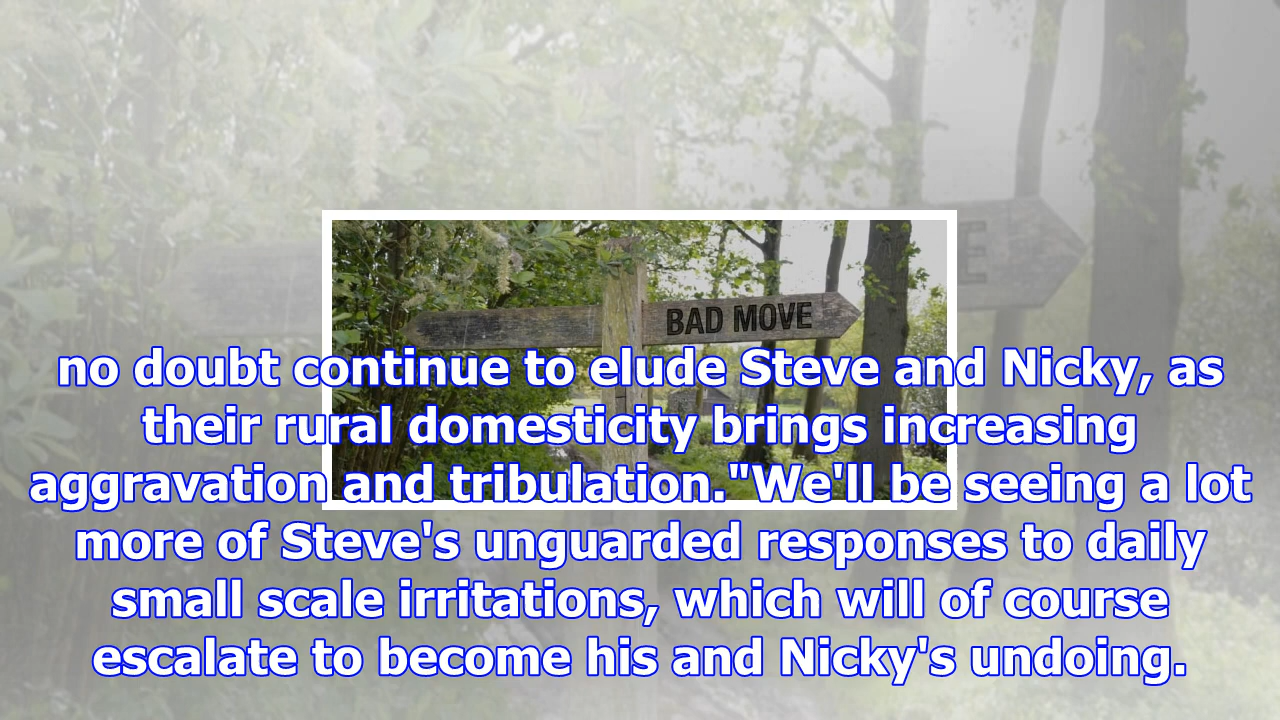 BAD MOVE
no doubt continue to elude Steve and Nicky, as
their rural domesticity brings increasing
aggravation and tribulation."We'll be seeing a lot
more of Steve's unguarded responses to daily
small scale irritations, which will of course
escalate to become his and Nicky's undoing.